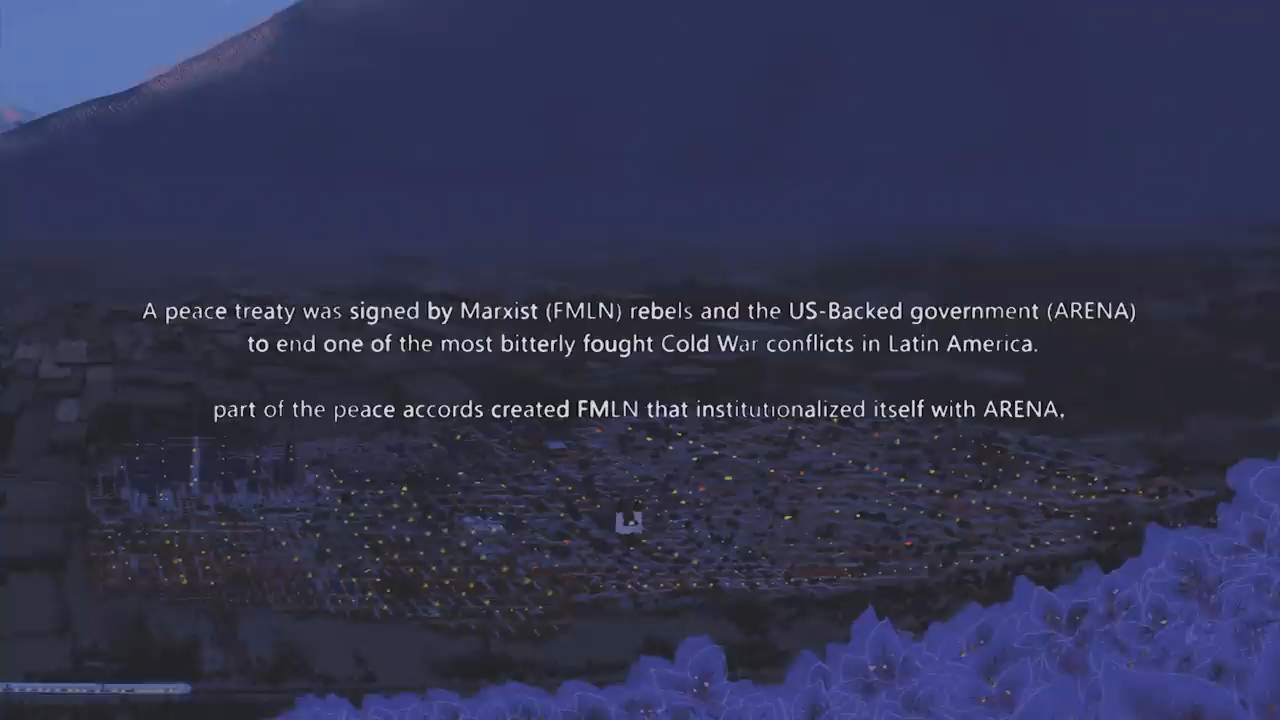 A peace treaty was signed by Marxist (FMLN) rebels and the US-Backed government (ARENA)
to end one of the most bitterly fought Cold War conflicts in Latin America.
part of the peace accords created FMLN that institutionalized itself with ARENA.